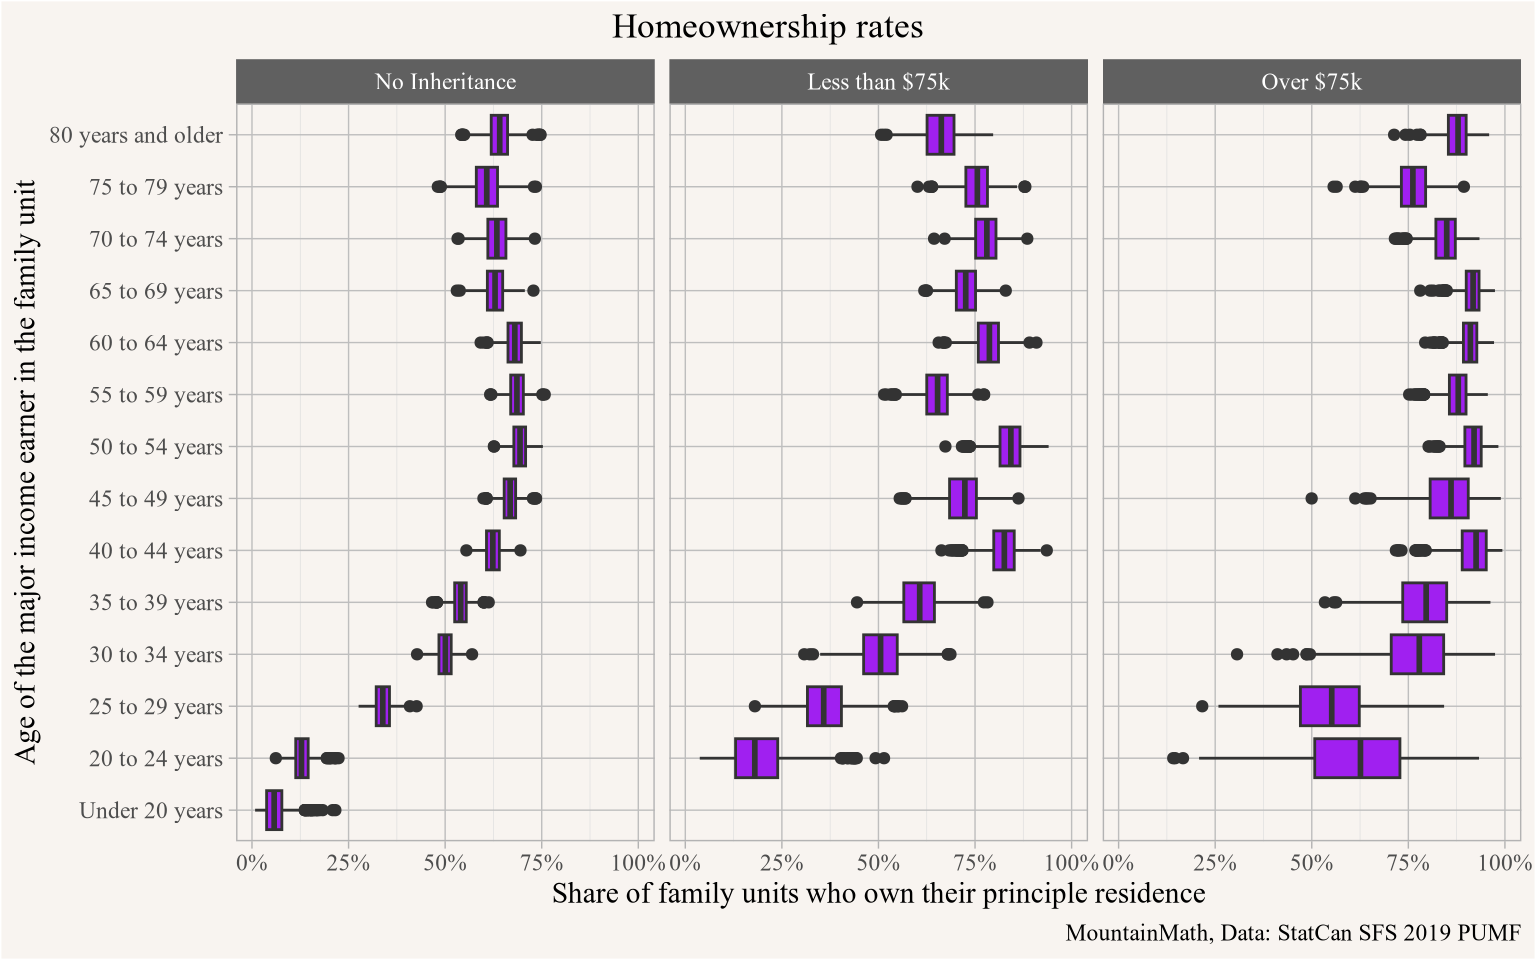 Homeownership rates
No Inheritance
Less than $75k
Over $75k
Age of the major income earner in the family unit
80 years and older
75 to 79 years
70 to 74 years
65 to 69 years
60 to 64 years
55 to 59 years
50 to 54 years
45 to 49 years
40 to 44 years
35 to 39 years
30 to 34 years
25 to 29 years
20 to 24 years
Under 20 years
0% 25% 50% 75% 100% 0% 25% 50% 75% 100% 0% 25% 50% 75% 100%
Share of family units who own their principle residence
MountainMath, Data: StatCan SFS 2019 PUMF